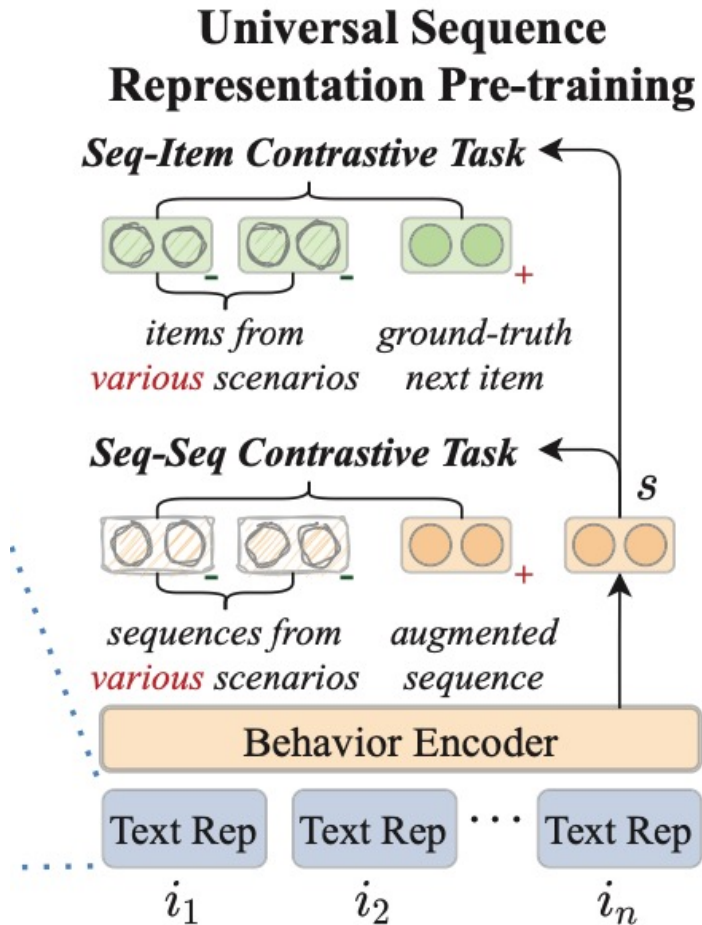 Universal Sequence
Representation Pre-training
Seq-Item Contrastive Task
- - +
items from ground-truth
various scenarios next item
Seq-Seq Contrastive Task
s
- - +
sequences from augmented
various scenarios sequence
Behavior Encoder
Text Rep Text Rep ... Text Rep
i₁ i₂ iₙ